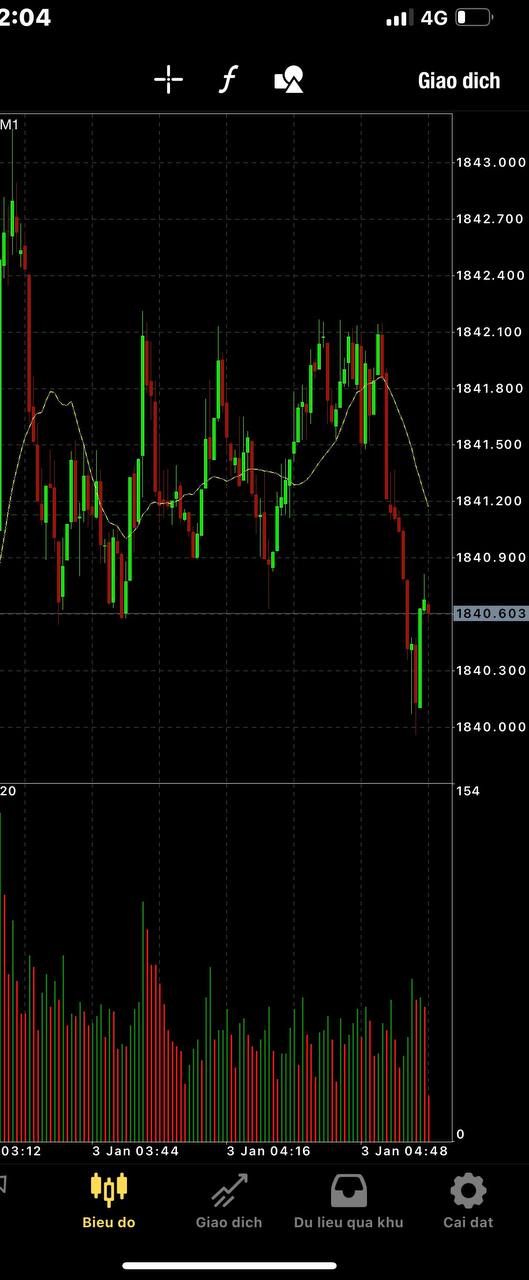 2:04 4G
f Giao dich
M1
1843.000
1842.700
1842.400
1842.100
1841.800
1841.500
1841.200
1840.900
1840.603
1840.300
1840.000
20 154
0
03:12 3 Jan 03:44 3 Jan 04:16 3 Jan 04:48
Bieu do Giao dich Du lieu qua khu Cai dat